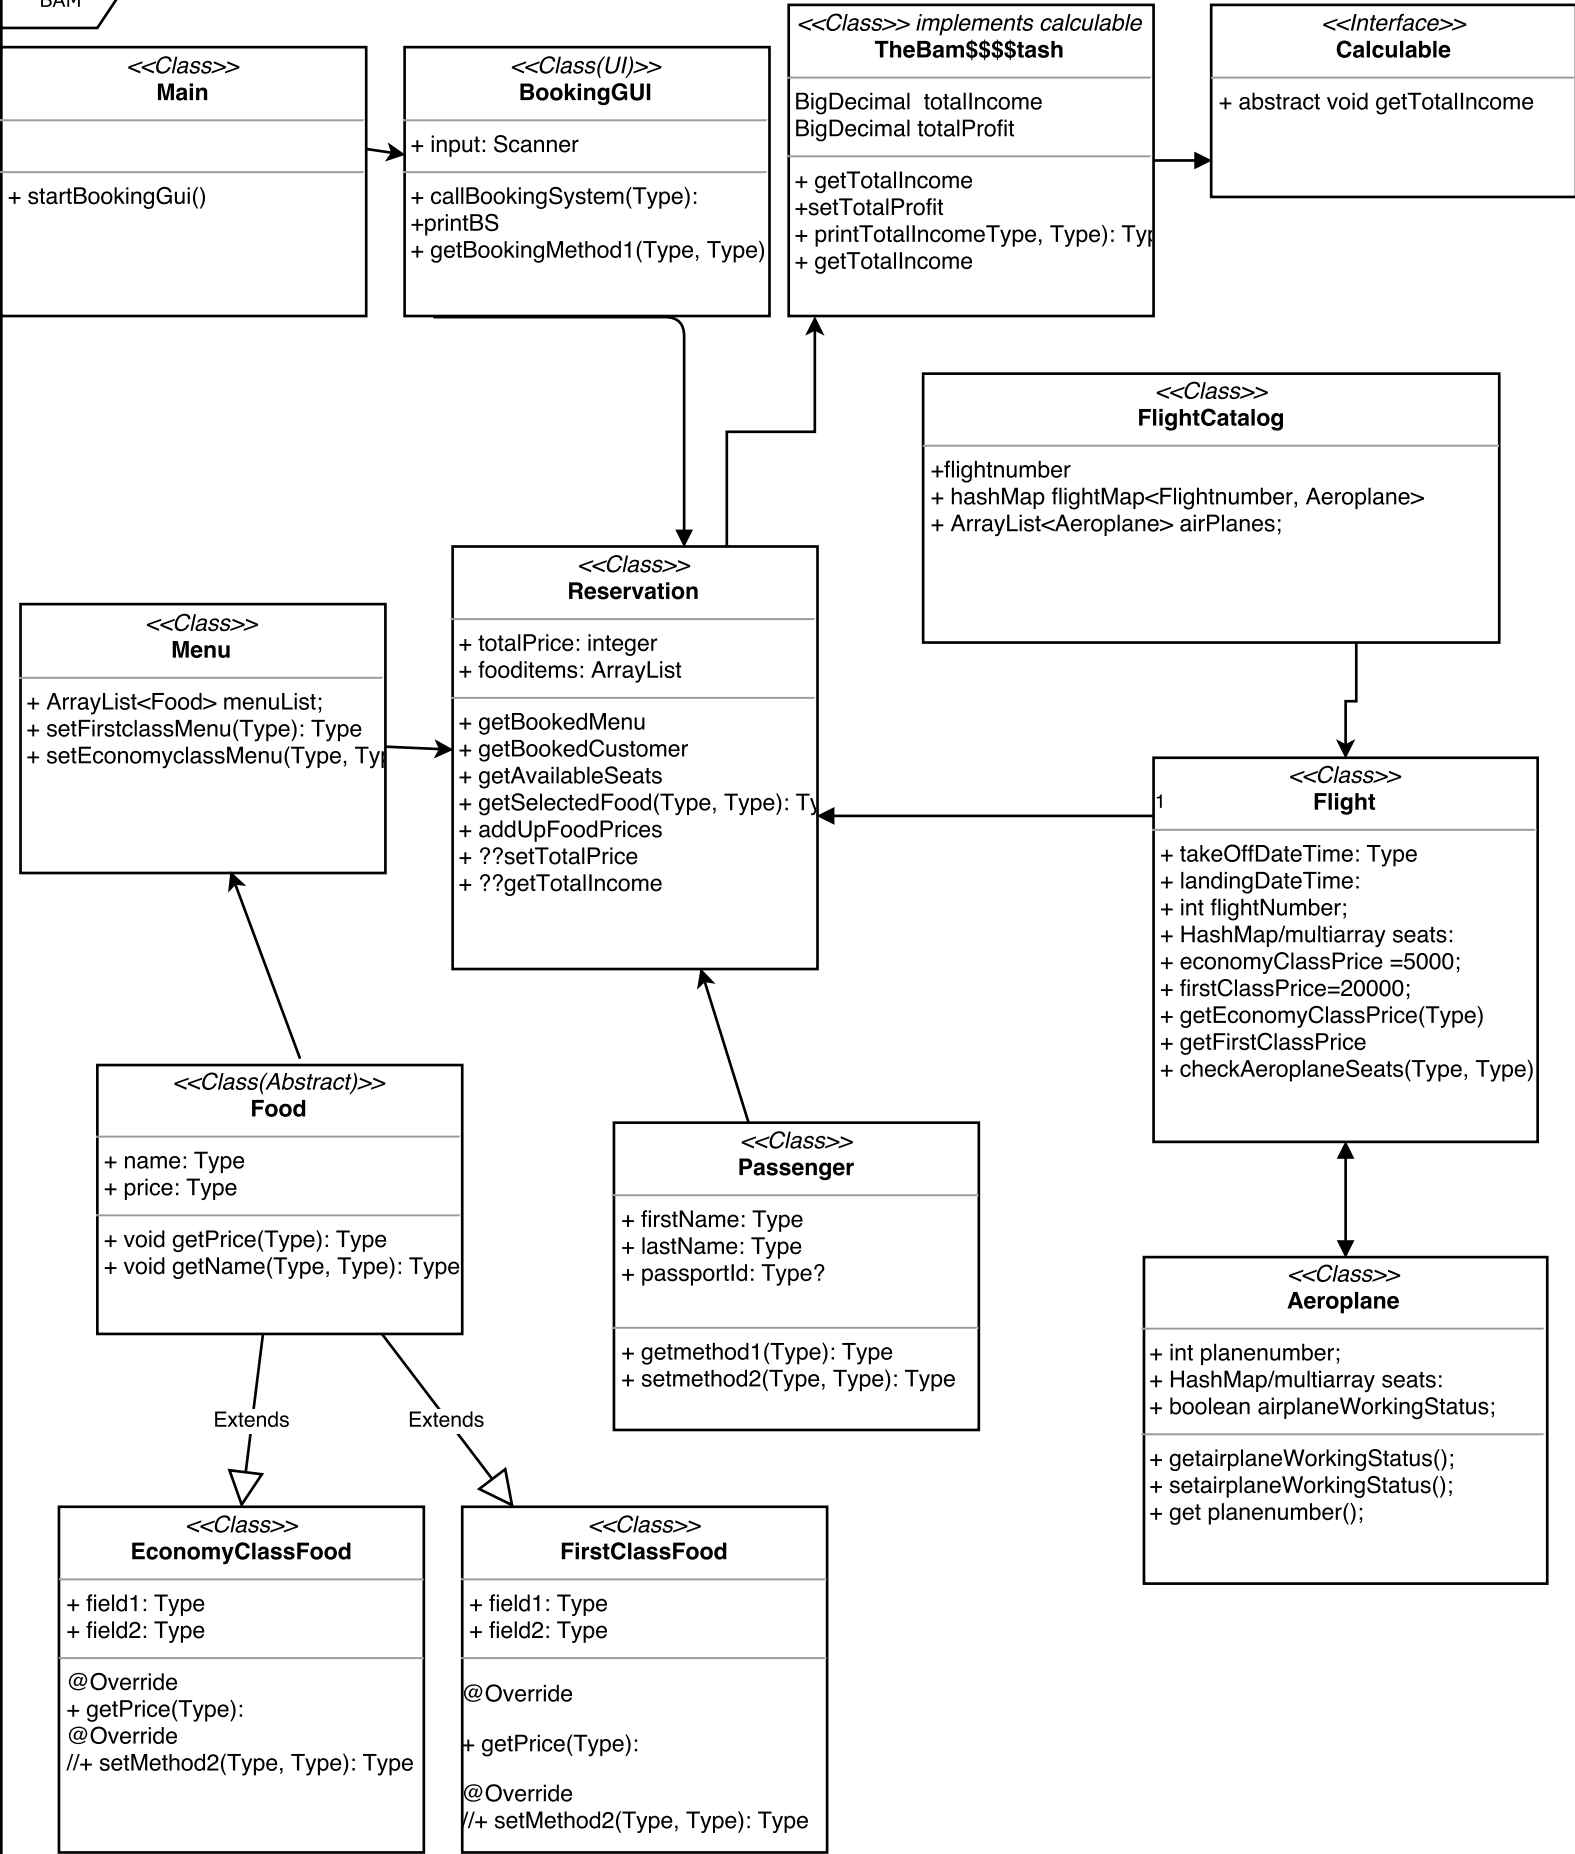 BAM
<<Class>>
Main
+ startBookingGui()
<<Class(UI)>>
BookingGUI
+ input: Scanner
+ callBookingSystem(Type):
+printBS
+ getBookingMethod1(Type, Type)
<<Class>> implements calculable
TheBam$$$$tash
BigDecimal  totalIncome
BigDecimal totalProfit
+ getTotalIncome
+setTotalProfit
+ printTotalIncomeType, Type): Typ
+ getTotalIncome
<<Interface>>
Calculable
+ abstract void getTotalIncome
<<Class>>
FlightCatalog
+flightnumber
+ hashMap flightMap<Flightnumber, Aeroplane>
+ ArrayList<Aeroplane> airPlanes;
<<Class>>
Reservation
+ totalPrice: integer
+ fooditems: ArrayList
+ getBookedMenu
+ getBookedCustomer
+ getAvailableSeats
+ getSelectedFood(Type, Type): Ty
+ addUpFoodPrices
+ ??setTotalPrice
+ ??getTotalIncome
<<Class>>
Menu
+ ArrayList<Food> menuList;
+ setFirstclassMenu(Type): Type
+ setEconomyclassMenu(Type, Typ
1
<<Class>>
Flight
+ takeOffDateTime: Type
+ landingDateTime:
+ int flightNumber;
+ HashMap/multiarray seats:
+ economyClassPrice =5000;
+ firstClassPrice=20000;
+ getEconomyClassPrice(Type)
+ getFirstClassPrice
+ checkAeroplaneSeats(Type, Type)
<<Class(Abstract)>>
Food
+ name: Type
+ price: Type
+ void getPrice(Type): Type
+ void getName(Type, Type): Type
<<Class>>
Passenger
+ firstName: Type
+ lastName: Type
+ passportId: Type?
+ getmethod1(Type): Type
+ setmethod2(Type, Type): Type
<<Class>>
Aeroplane
+ int planenumber;
+ HashMap/multiarray seats:
+ boolean airplaneWorkingStatus;
+ getairplaneWorkingStatus();
+ setairplaneWorkingStatus();
+ get planenumber();
Extends
Extends
<<Class>>
EconomyClassFood
+ field1: Type
+ field2: Type
@Override
+ getPrice(Type):
@Override
//+ setMethod2(Type, Type): Type
<<Class>>
FirstClassFood
+ field1: Type
+ field2: Type
@Override
+ getPrice(Type):
@Override
//+ setMethod2(Type, Type): Type